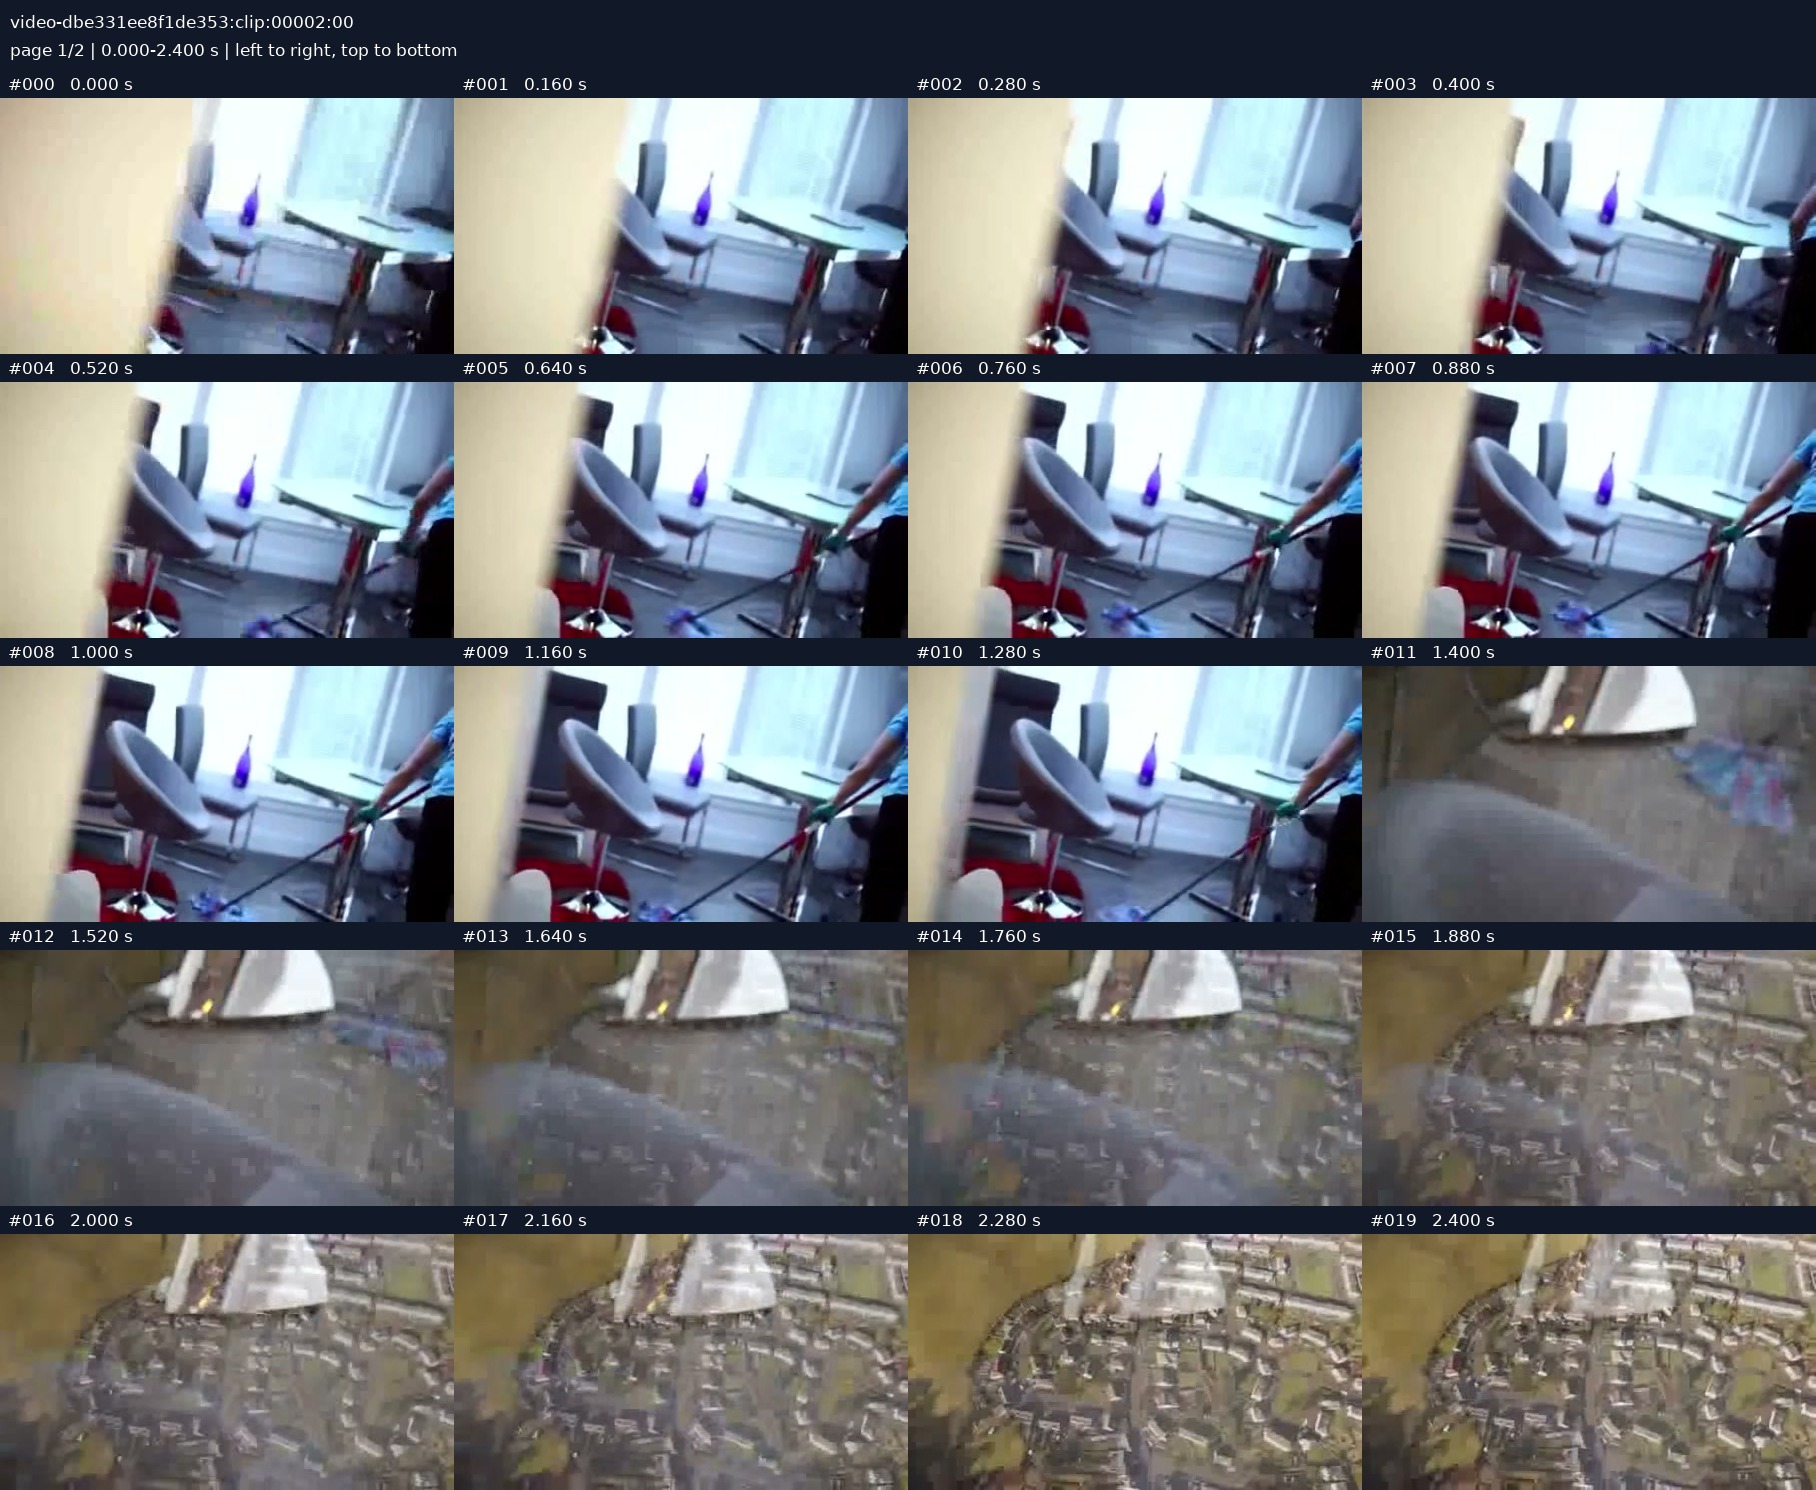 video-dbe331ee8f1de353:clip:00002:00
page 1/2 | 0.000-2.400 s | left to right, top to bottom
#000 0.000 s
#001 0.160 s
#002 0.280 s
#003 0.400 s
#004 0.520 s
#005 0.640 s
#006 0.760 s
#007 0.880 s
#008 1.000 s
#009 1.160 s
#010 1.280 s
#011 1.400 s
#012 1.520 s
#013 1.640 s
#014 1.760 s
#015 1.880 s
#016 2.000 s
#017 2.160 s
#018 2.280 s
#019 2.400 s